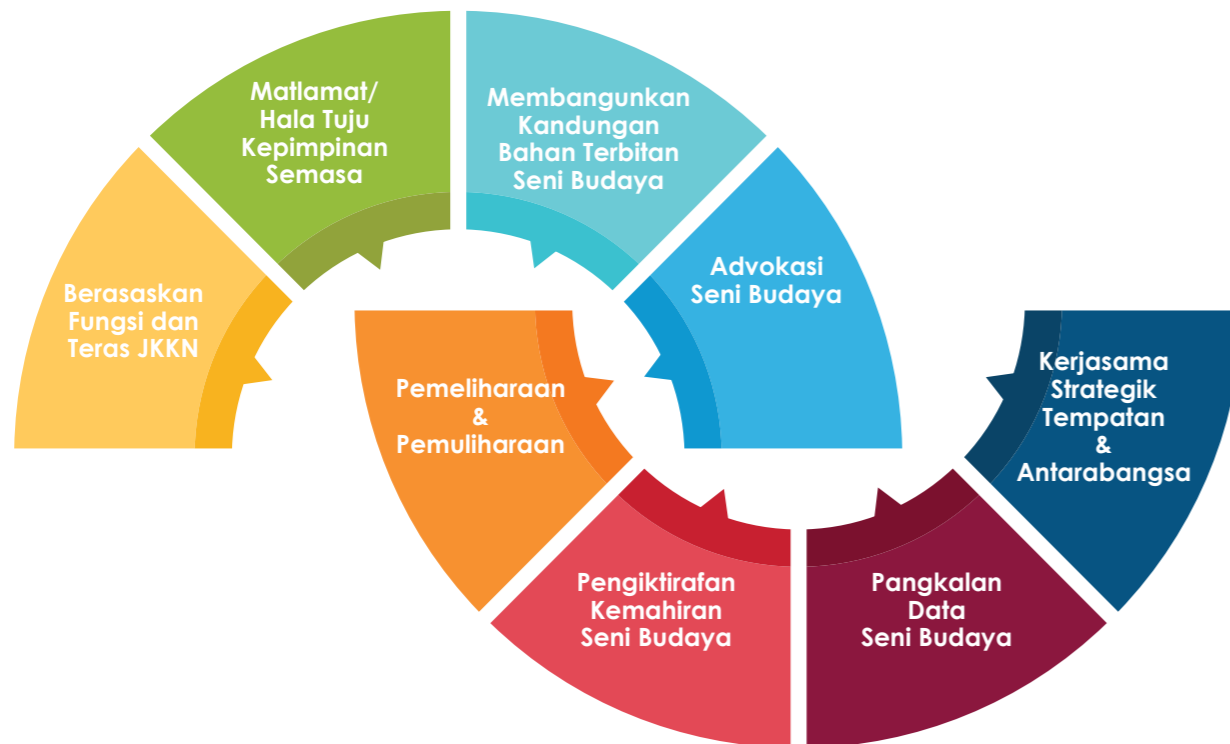 Berasaskan
Fungsi dan
Teras JKKN
Matlamat/
Hala Tuju
Kepimpinan
Semasa
Membangunkan
Kandungan
Bahan Terbitan
Seni Budaya
Advokasi
Seni Budaya
Pemeliharaan
&
Pemuliharaan
Pengiktirafan
Kemahiran
Seni Budaya
Pangkalan
Data
Seni Budaya
Kerjasama
Strategik
Tempatan
&
Antarabangsa